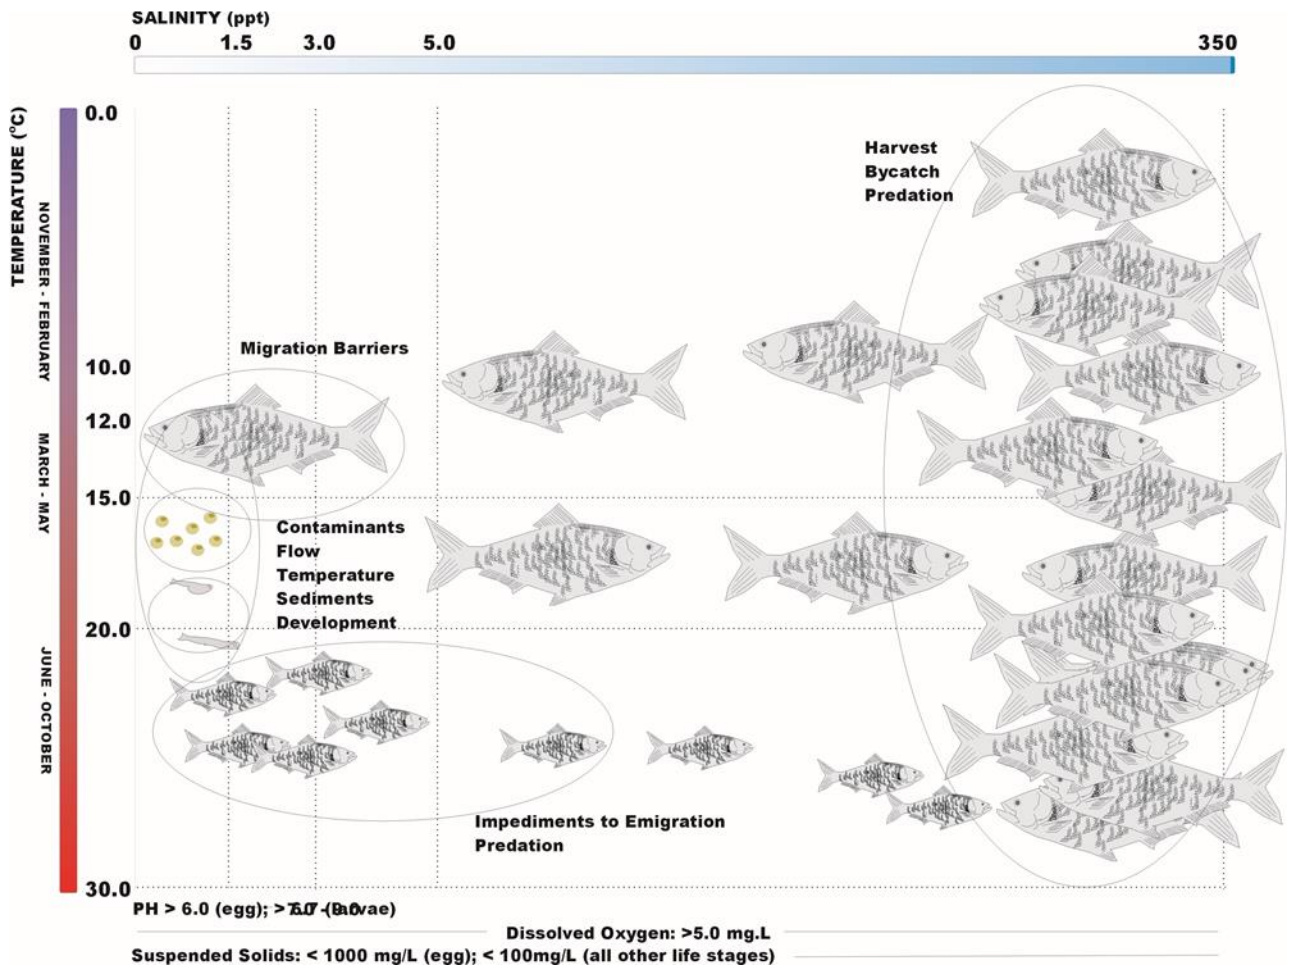 SALINITY (ppt)
0 1.5 3.0 5.0 350
TEMPERATURE (°C)
0.0
NOVEMBER - FEBRUARY
Harvest
Bycatch
Predation
Migration Barriers
10.0
12.0
MARCH - MAY
15.0
Contaminants
Flow
Temperature
Sediments
Development
20.0
JUNE - OCTOBER
Impediments to Emigration
Predation
30.0
PH > 6.0 (egg); > (larvae)
Dissolved Oxygen: >5.0 mg.L
Suspended Solids: < 1000 mg/L (egg); < 100mg/L (all other life stages)